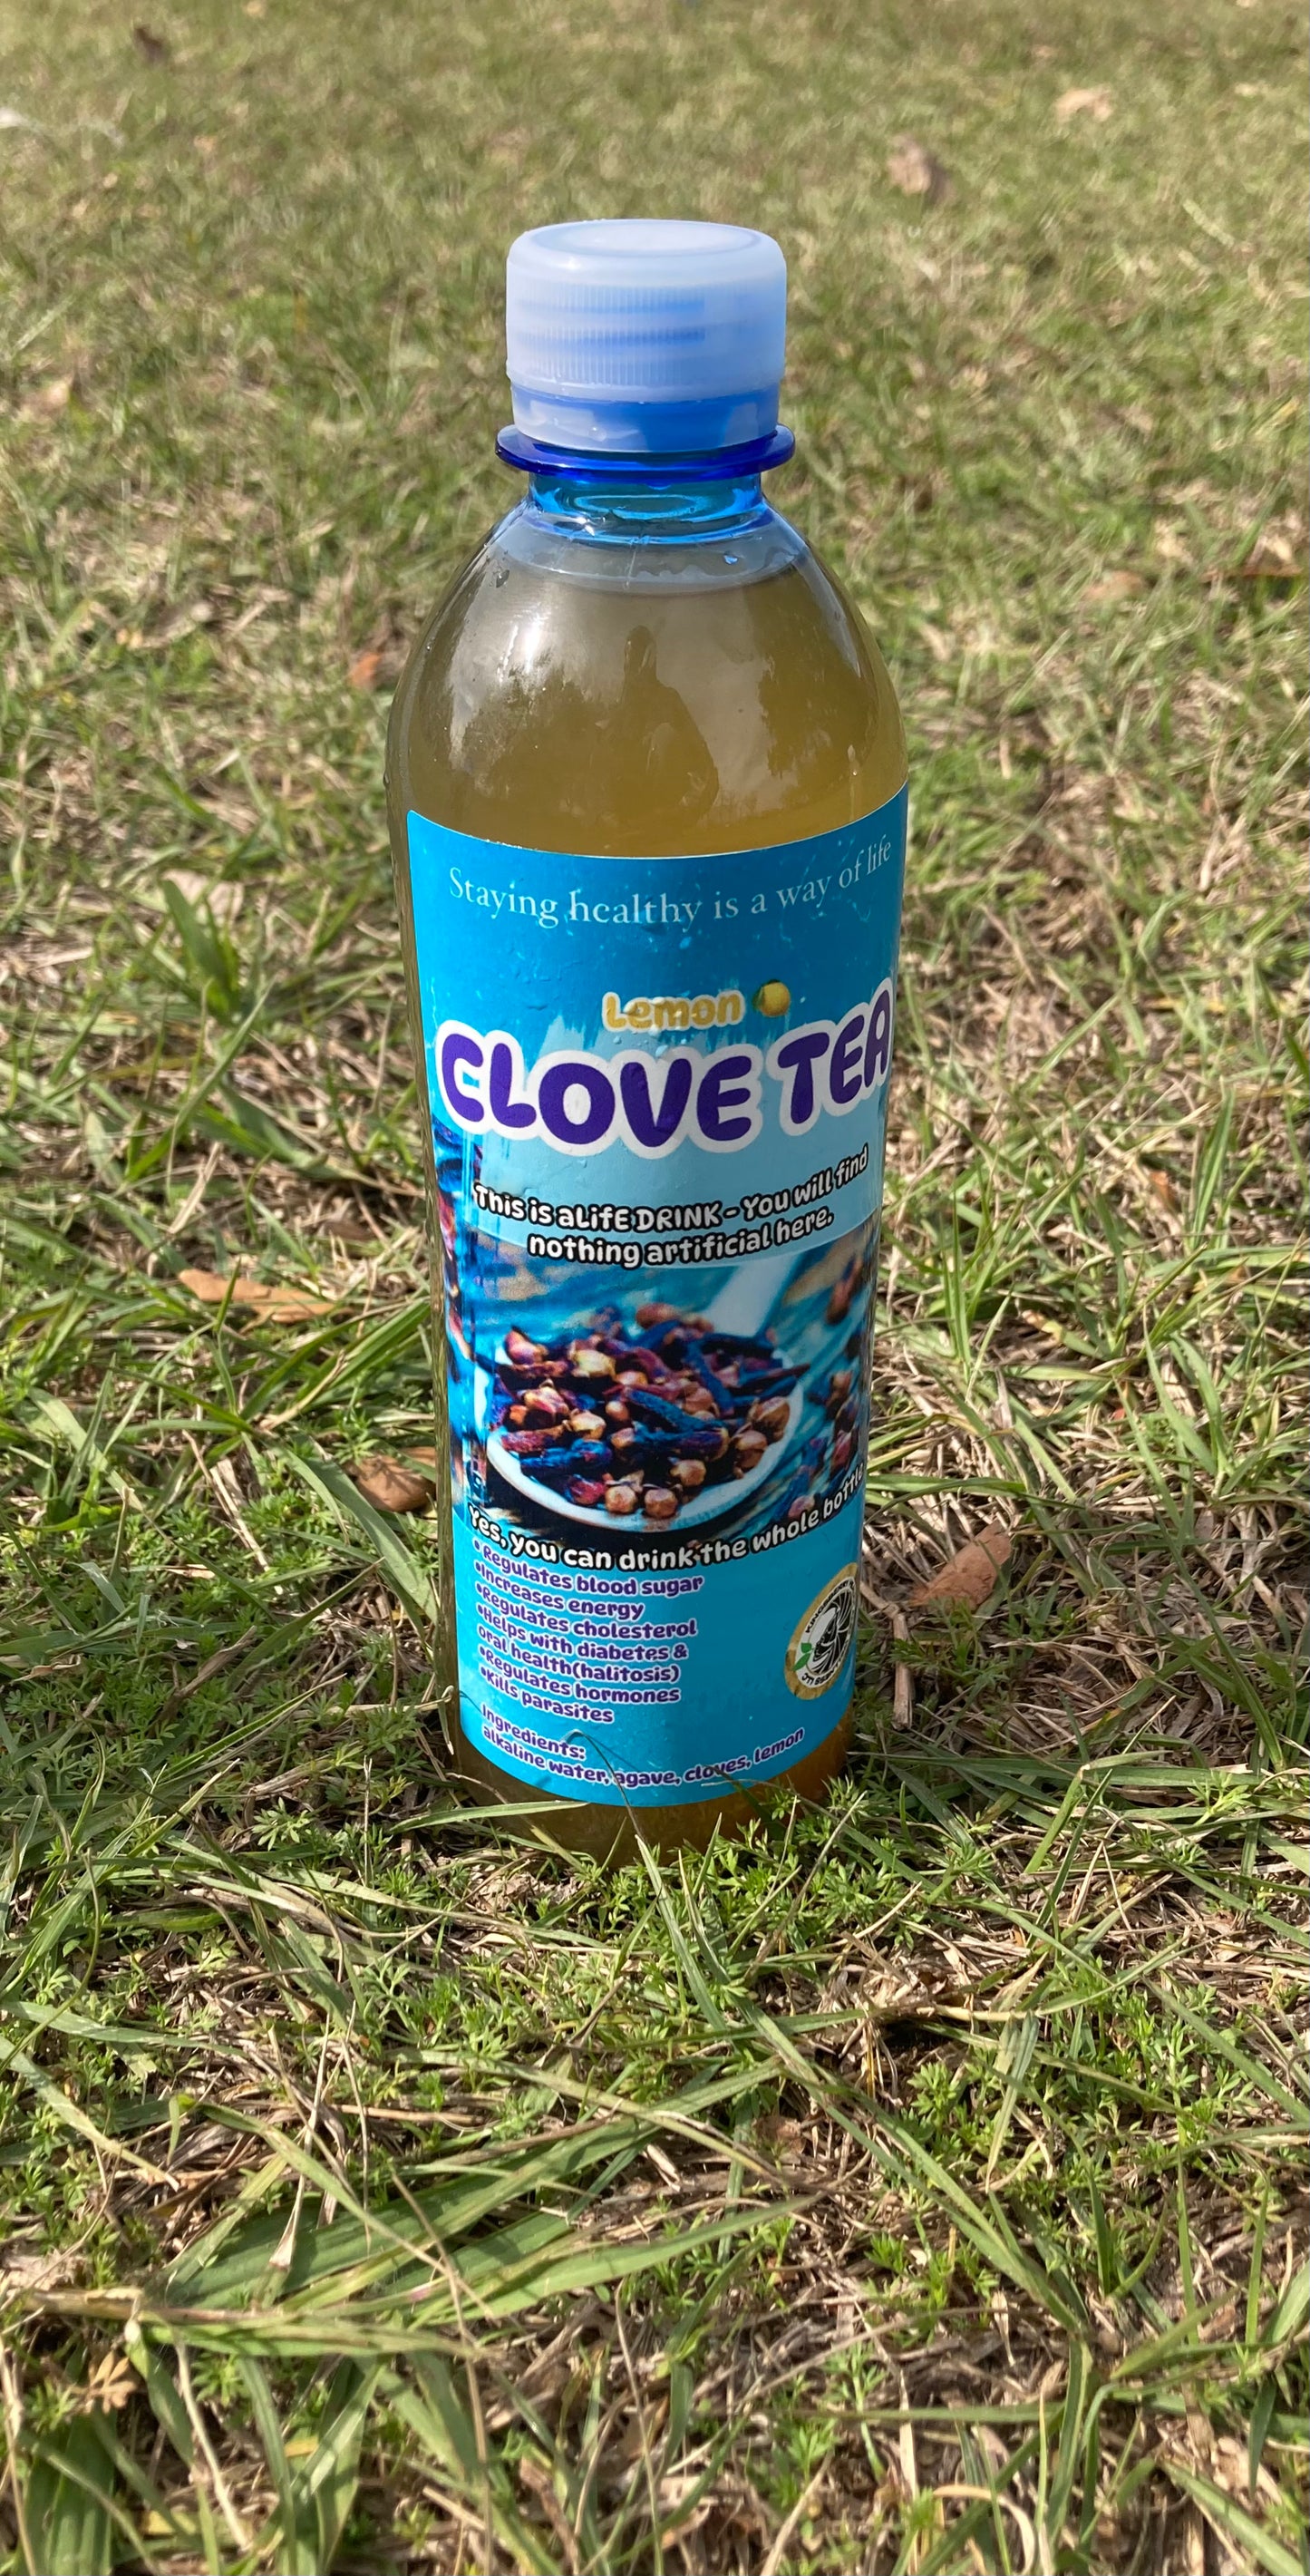 Staying healthy is a way of life
Lemon
CLOVE TEA
This is a LifE DRINK - You will find
nothing artificial here.
Yes, you can drink the whole bottle
•Regulates blood sugar
•Increases energy
•Regulates cholesterol
•Helps with diabetes &
oral health(halitosis)
•Regulates hormones
•Kills parasites
Ingredients:
alkaline water, agave, cloves, lemon